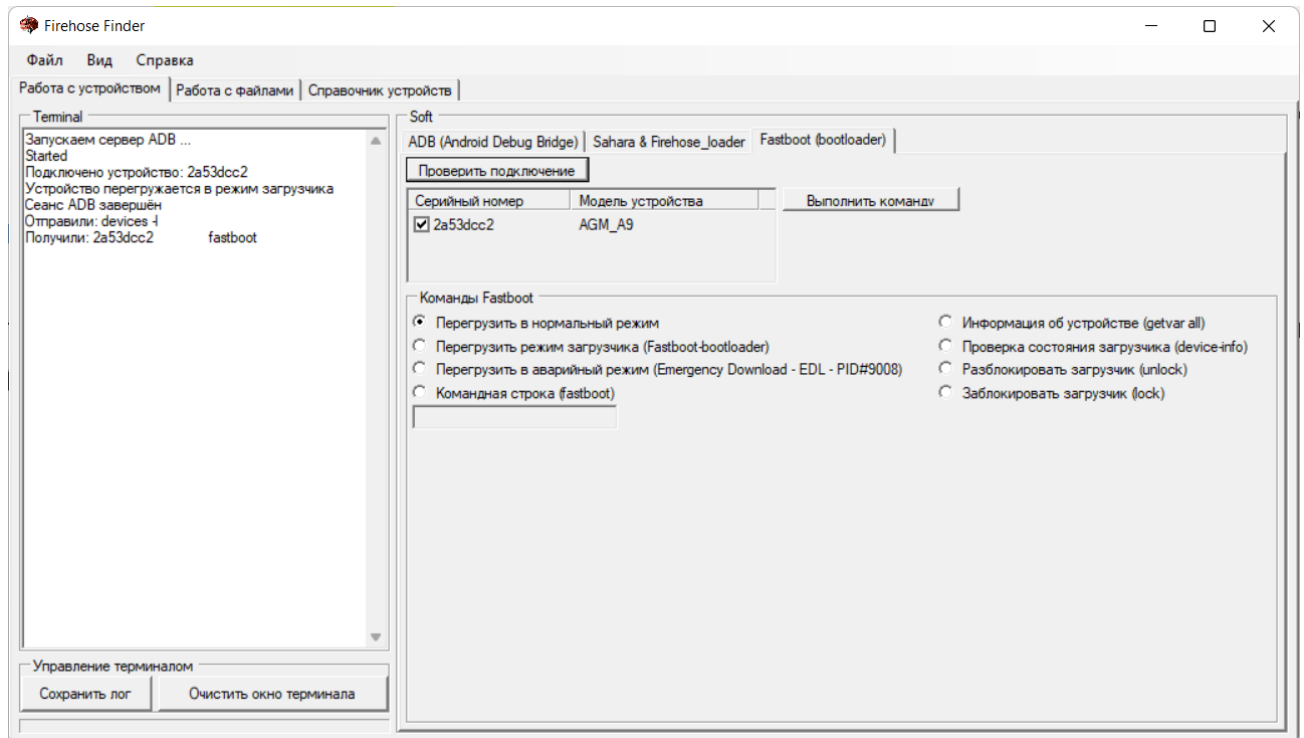 Firehose Finder
Файл Вид Справка
Работа с устройством Работа с файлами Справочник устройств
Terminal
Запускаем сервер ADB ...
Started
Подключено устройство: 2a53dcc2
Устройство перегружается в режим загрузчика
Сеанс ADB завершён
Отправили: devices -l
Получили: 2a53dcc2 fastboot
Управление терминалом
Сохранить лог Очистить окно терминала
Soft
ADB (Android Debug Bridge) Sahara & Firehose_loader Fastboot (bootloader)
Проверить подключение
Серийный номер Модель устройства Выполнить команду
2a53dcc2 AGM_A9
Команды Fastboot
Перегрузить в нормальный режим
Перегрузить режим загрузчика (Fastboot-bootloader)
Перегрузить в аварийный режим (Emergency Download - EDL - PID#9008)
Командная строка (fastboot)
Информация об устройстве (getvar all)
Проверка состояния загрузчика (device-info)
Разблокировать загрузчик (unlock)
Заблокировать загрузчик (lock)